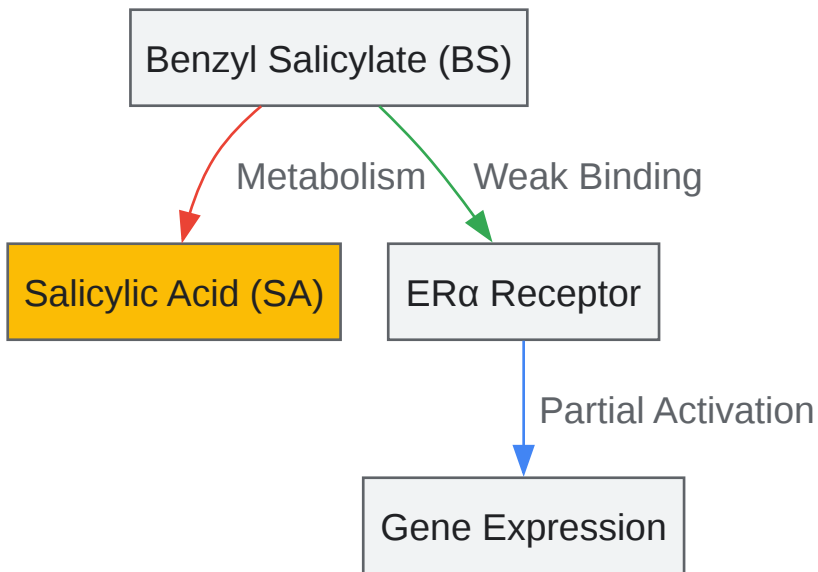 Benzyl Salicylate (BS)
Metabolism
Weak Binding
Salicylic Acid (SA)
ERα Receptor
Partial Activation
Gene Expression